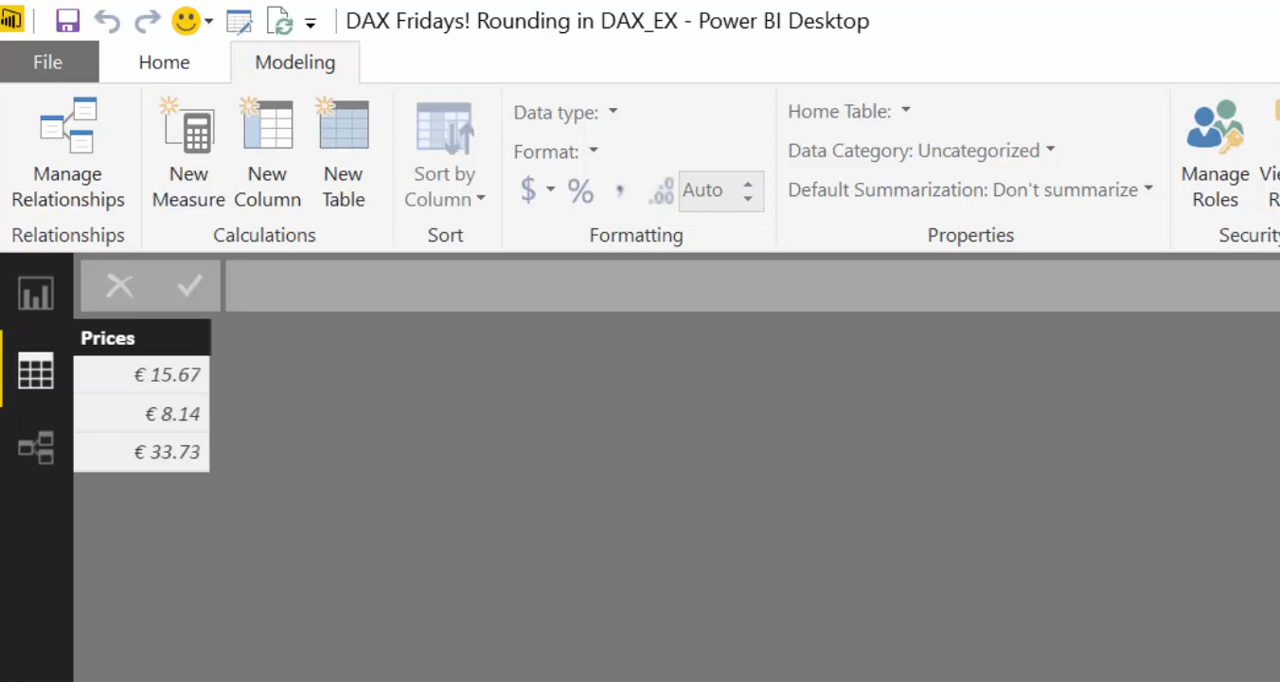 DAX Fridays! Rounding in DAX_EX - Power BI Desktop
File Home Modeling
Data type:
Home Table:
Format:
Data Category: Uncategorized
Manage Relationships
New Measure
New Column
New Table
Sort by Column
$ % , .00 Auto
Default Summarization: Don't summarize
Manage Roles
Relationships Calculations Sort Formatting Properties
Prices
€ 15.67
€ 8.14
€ 33.73